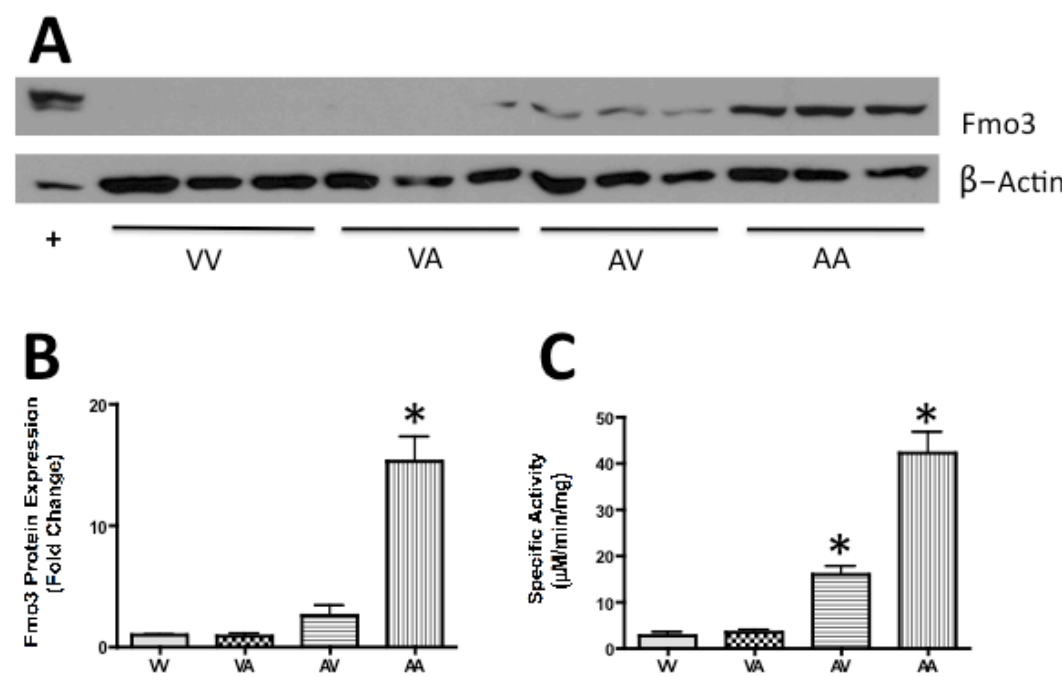 A
Fmo3
β-Actin
+
VV
VA
AV
AA
B
Fmo3 Protein Expression
(Fold Change)
20
10
0
*
VV
VA
AV
AA
C
Specific Activity
(µM/min/mg)
50
40
30
20
10
0
*
*
VV
VA
AV
AA